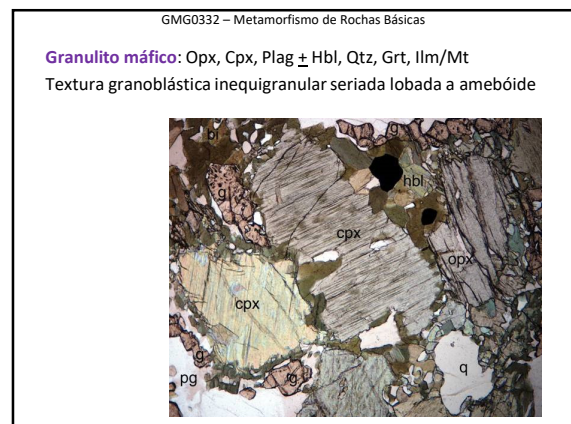 GMG0332 – Metamorfismo de Rochas Básicas
Granulito máfico: Opx, Cpx, Plag + Hbl, Qtz, Grt, Ilm/Mt
Textura granoblástica inequigranular seriada lobada a amebóide
bi
g
g
hbl
cpx
opx
cpx
g
pg
g
q